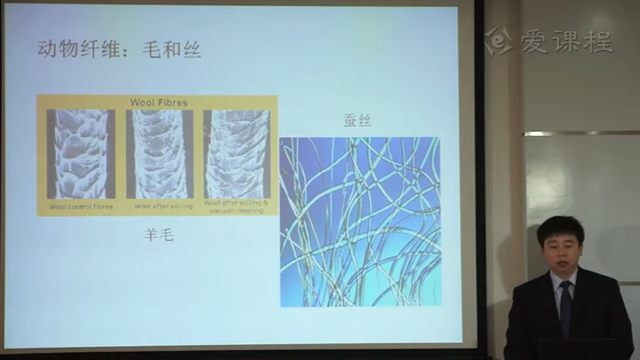 动物纤维：毛和丝
爱课程
Wool Fibres
蚕丝
Wool control fibres
Wool after soiling
Wool after soiling &
vacuum cleaning
羊毛